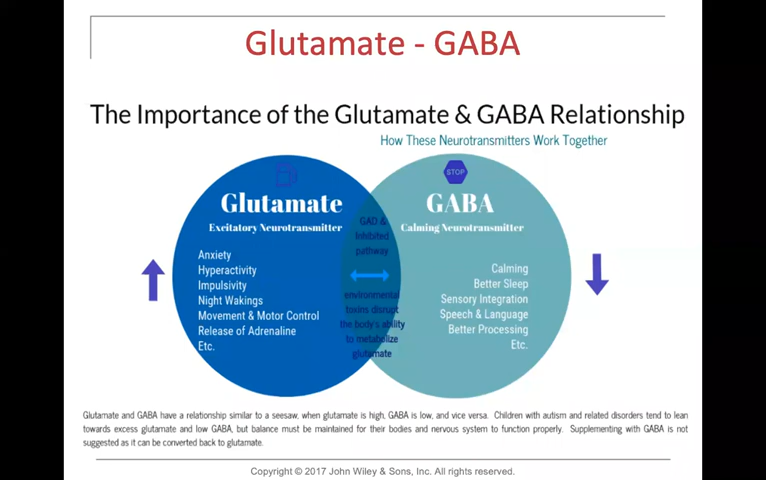 Glutamate - GABA
The Importance of the Glutamate & GABA Relationship
How These Neurotransmitters Work Together
Glutamate
Excitatory Neurotransmitter
Anxiety
Hyperactivity
Impulsivity
Night Wakings
Movement & Motor Control
Release of Adrenaline
Etc.
GAD &
Inhibited
pathway
environmental
toxins disrupt
the body's ability
to metabolize
glutamate
STOP
GABA
Calming Neurotransmitter
Calming
Better Sleep
Sensory Integration
Speech & Language
Better Processing
Etc.
Glutamate and GABA have a relationship similar to a seesaw, when glutamate is high, GABA is low, and vice versa. Children with autism and related disorders tend to lean
towards excess glutamate and low GABA, but balance must be maintained for their bodies and nervous system to function properly. Supplementing with GABA is not
suggested as it can be converted back to glutamate.
Copyright © 2017 John Wiley & Sons, Inc. All rights reserved.